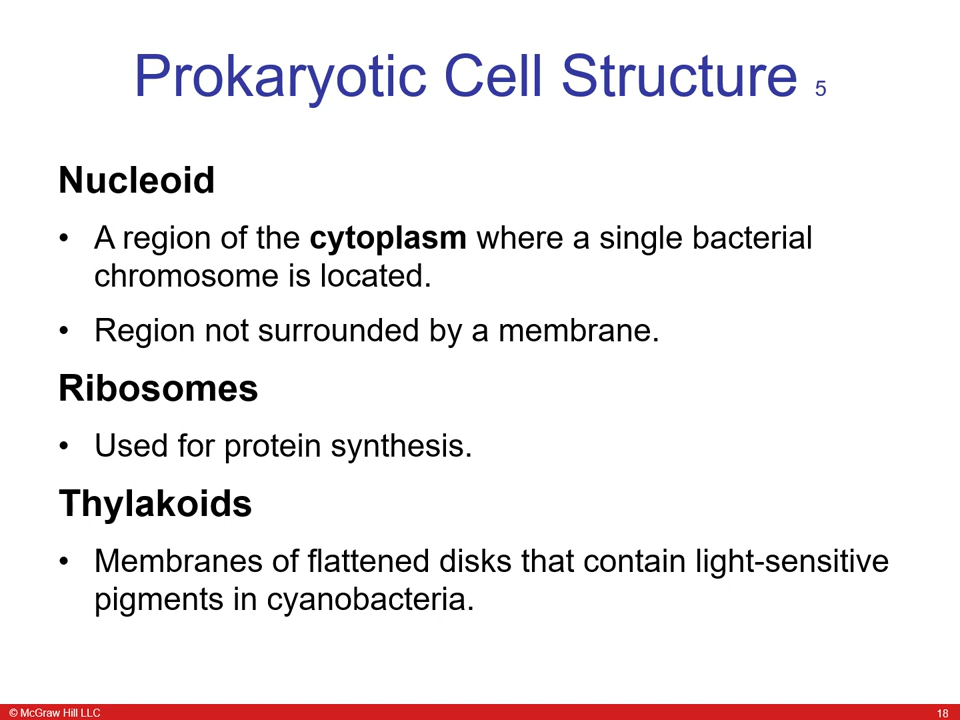 Prokaryotic Cell Structure 5
Nucleoid
• A region of the cytoplasm where a single bacterial
chromosome is located.
• Region not surrounded by a membrane.
Ribosomes
• Used for protein synthesis.
Thylakoids
• Membranes of flattened disks that contain light-sensitive
pigments in cyanobacteria.
© McGraw Hill LLC
18